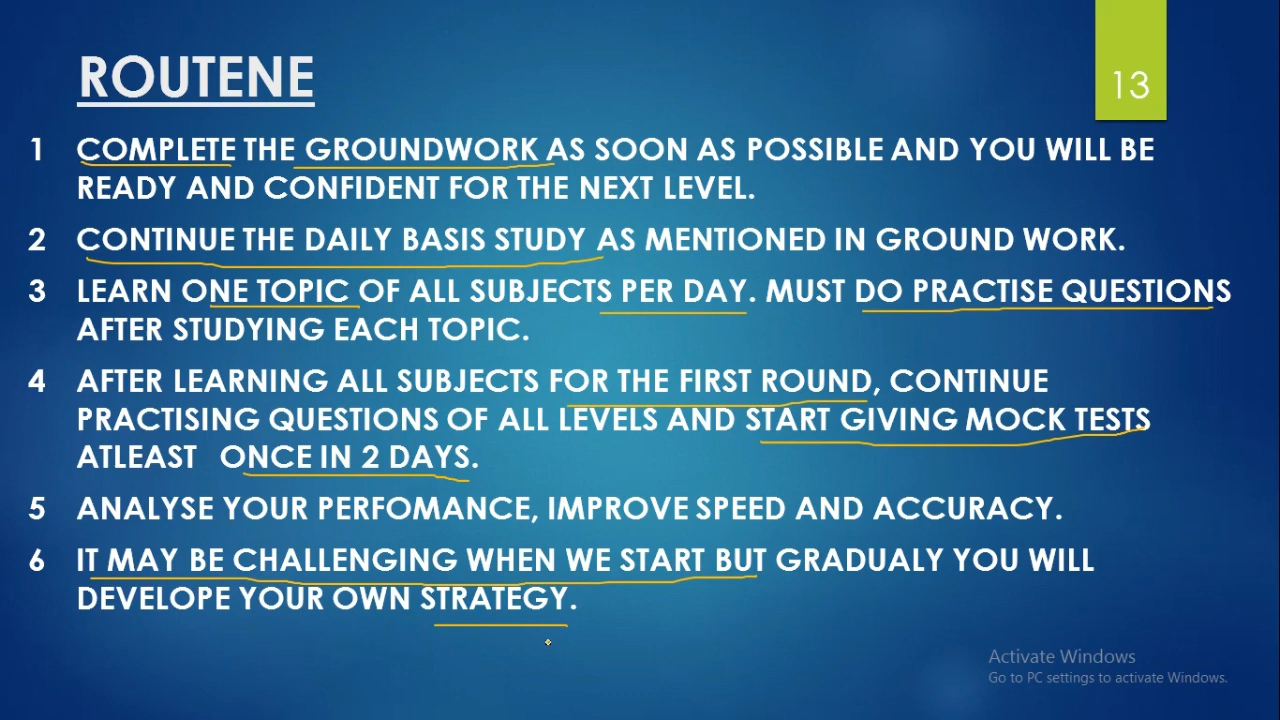 ROUTENE
13
1 COMPLETE THE GROUNDWORK AS SOON AS POSSIBLE AND YOU WILL BE
READY AND CONFIDENT FOR THE NEXT LEVEL.
2 CONTINUE THE DAILY BASIS STUDY AS MENTIONED IN GROUND WORK.
3 LEARN ONE TOPIC OF ALL SUBJECTS PER DAY. MUST DO PRACTISE QUESTIONS
AFTER STUDYING EACH TOPIC.
4 AFTER LEARNING ALL SUBJECTS FOR THE FIRST ROUND, CONTINUE
PRACTISING QUESTIONS OF ALL LEVELS AND START GIVING MOCK TESTS
ATLEAST ONCE IN 2 DAYS.
5 ANALYSE YOUR PERFOMANCE, IMPROVE SPEED AND ACCURACY.
6 IT MAY BE CHALLENGING WHEN WE START BUT GRADUALY YOU WILL
DEVELOPE YOUR OWN STRATEGY.
Activate Windows
Go to PC settings to activate Windows.